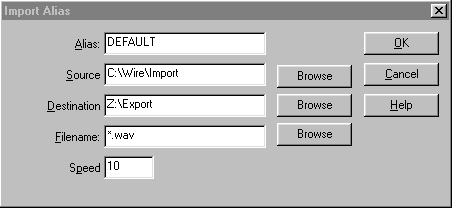 Import Alias
Alias: DEFAULT OK
Source C:\Wire\Import Browse Cancel
Destination Z:\Export Browse Help
Filename: *.wav Browse
Speed 10